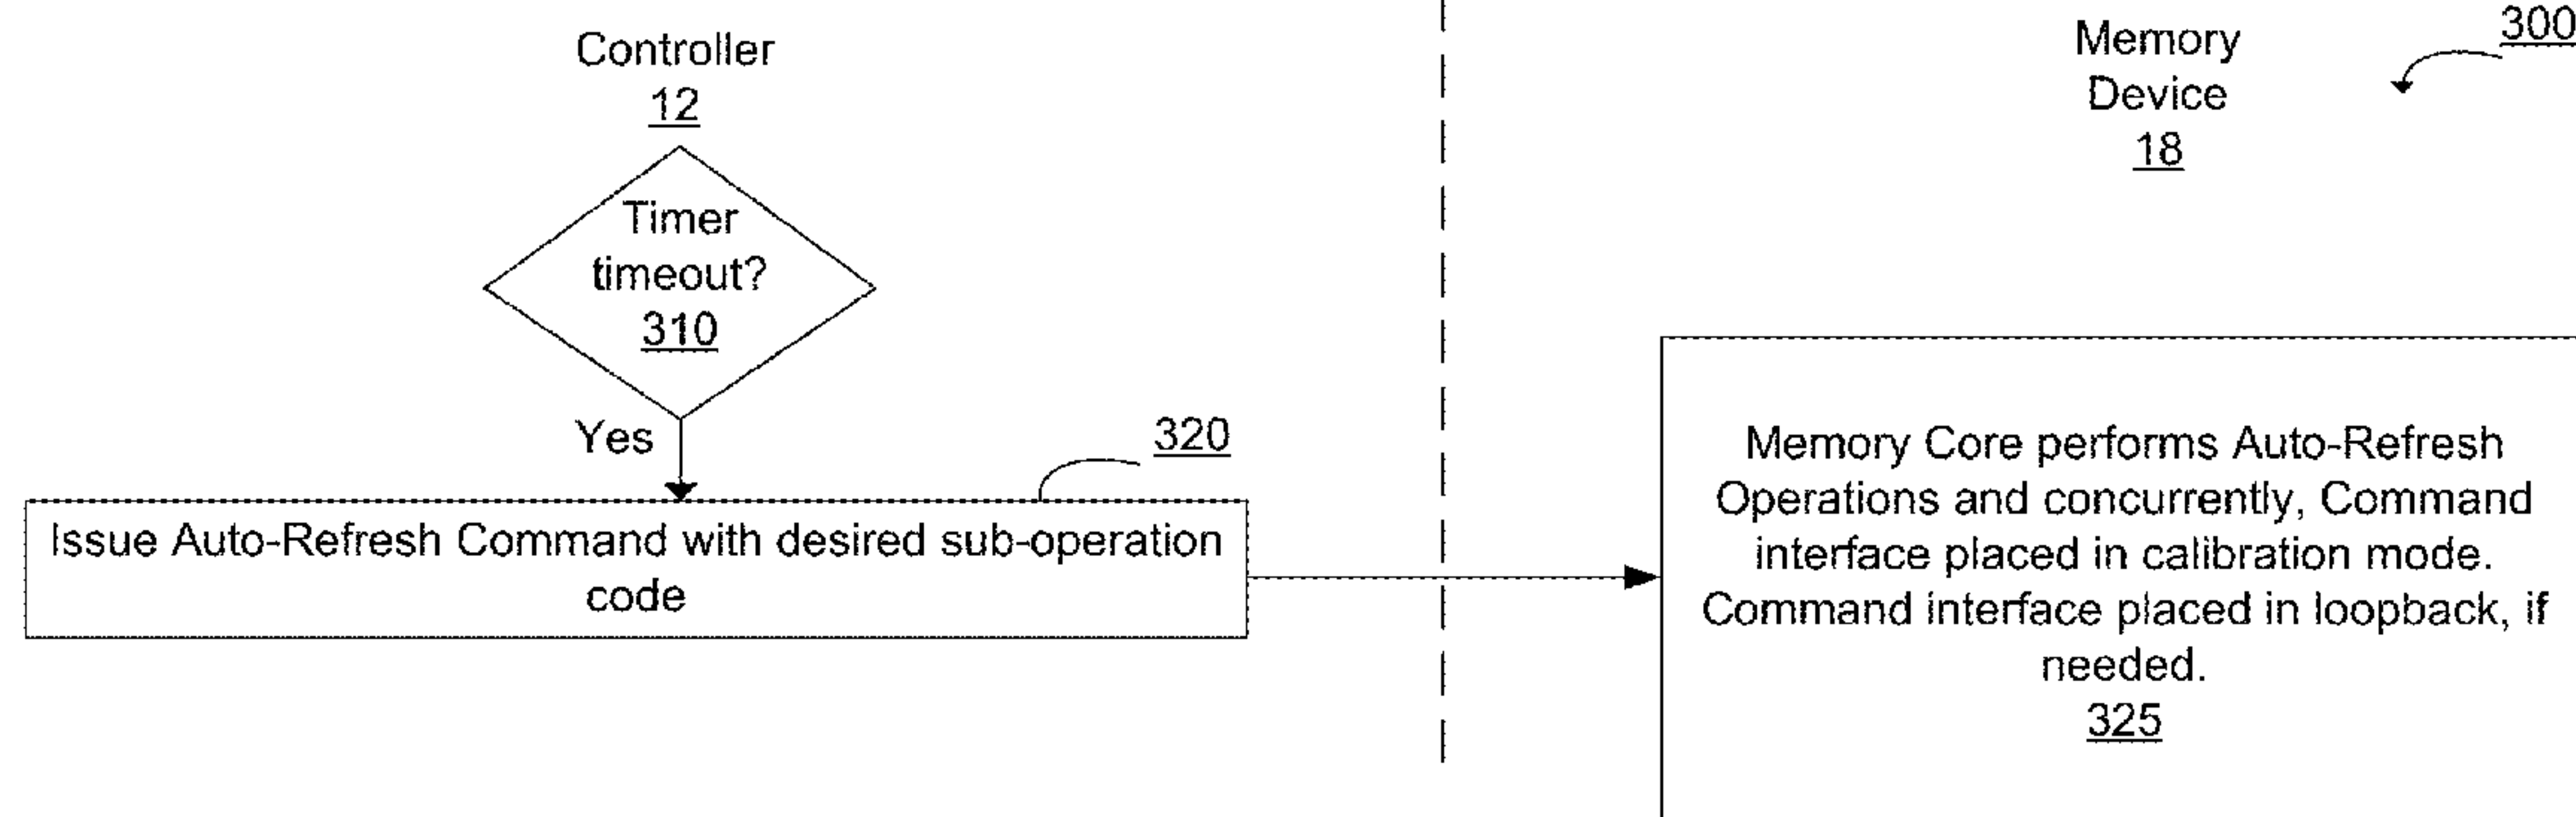 Controller
12
Timer
timeout?
310
Yes
320
Issue Auto-Refresh Command with desired sub-operation
code
Memory
Device
18
300
Memory Core performs Auto-Refresh
Operations and concurrently, Command
interface placed in calibration mode.
Command interface placed in loopback, if
needed.
325